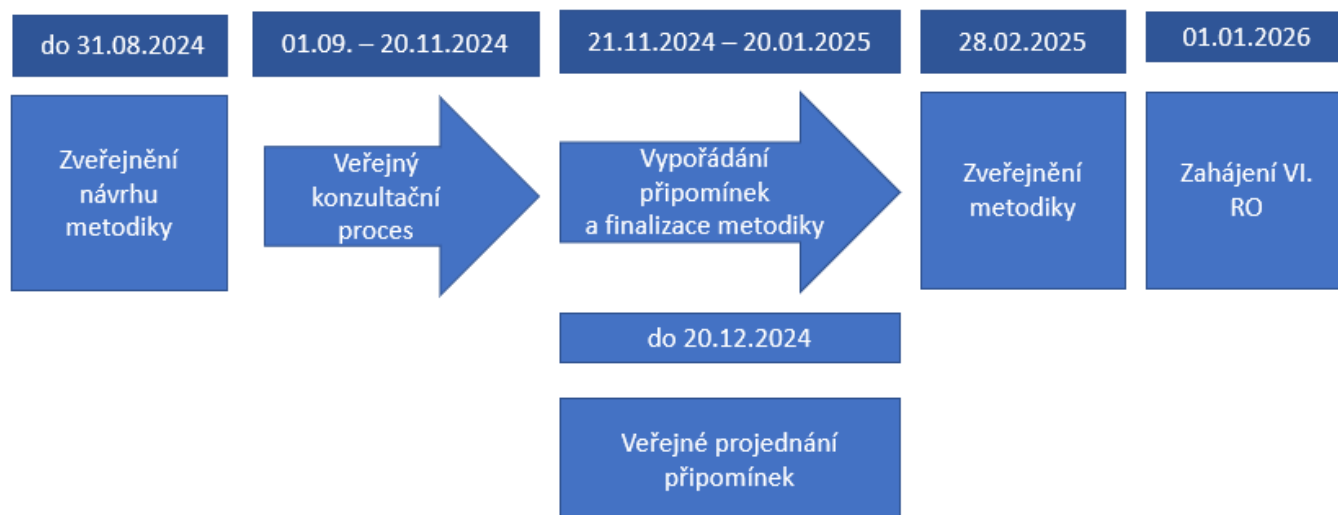 do 31.08.2024
01.09. – 20.11.2024
21.11.2024 – 20.01.2025
28.02.2025
01.01.2026
Zveřejnění
návrhu
metodiky
Veřejný
konzultační
proces
Vypořádání
připomínek
a finalizace metodiky
Zveřejnění
metodiky
Zahájení VI.
RO
do 20.12.2024
Veřejné projednání
připomínek